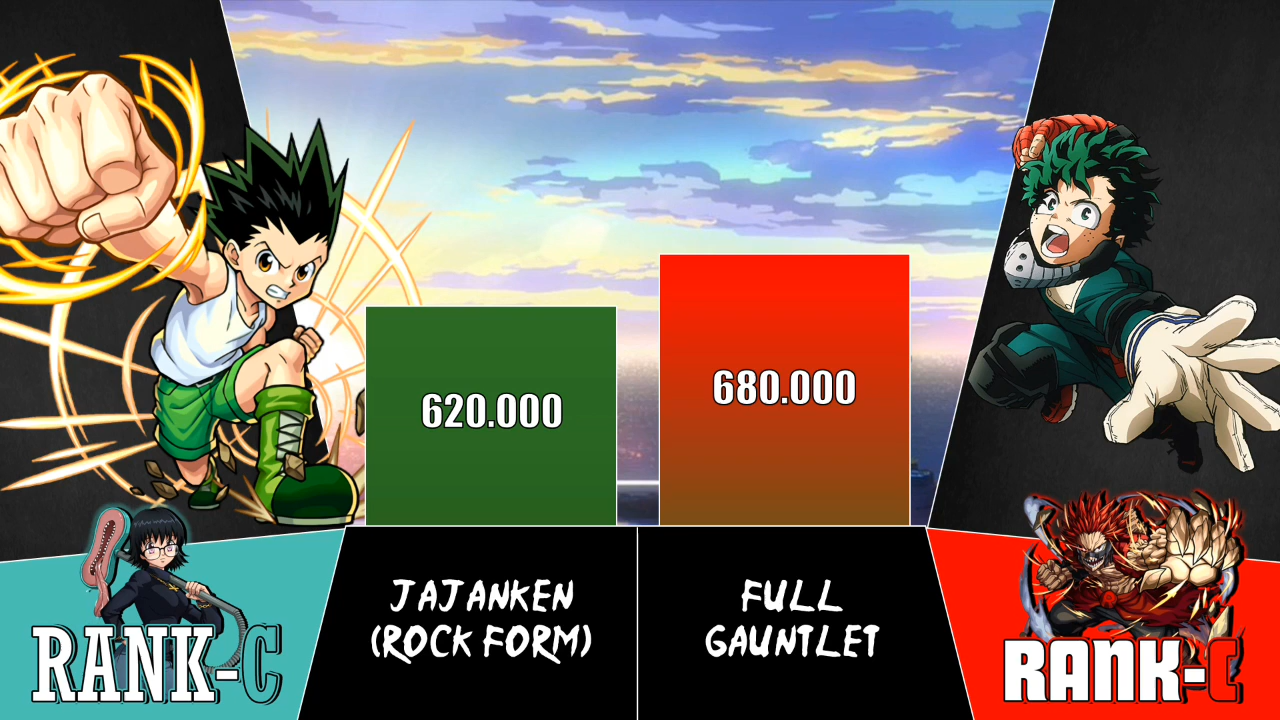 620.000
680.000
JAJANKEN
(ROCK FORM)
FULL
GAUNTLET
RANK-C
RANK-C